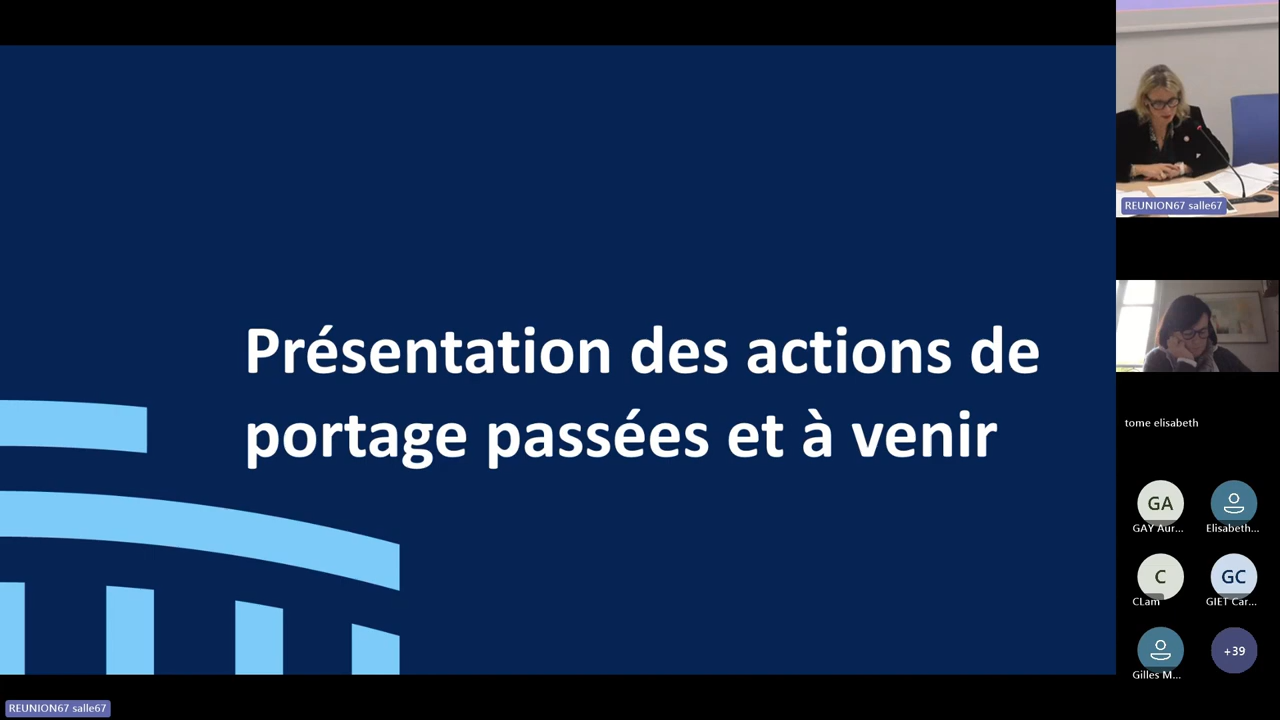 Présentation des actions de
portage passées et à venir
REUNION67 salle67
tome elisabeth
GA
GAY Aur...
Elisabeth...
C
CLam
GC
GIET Car...
Gilles M...
+39
REUNION67 salle67